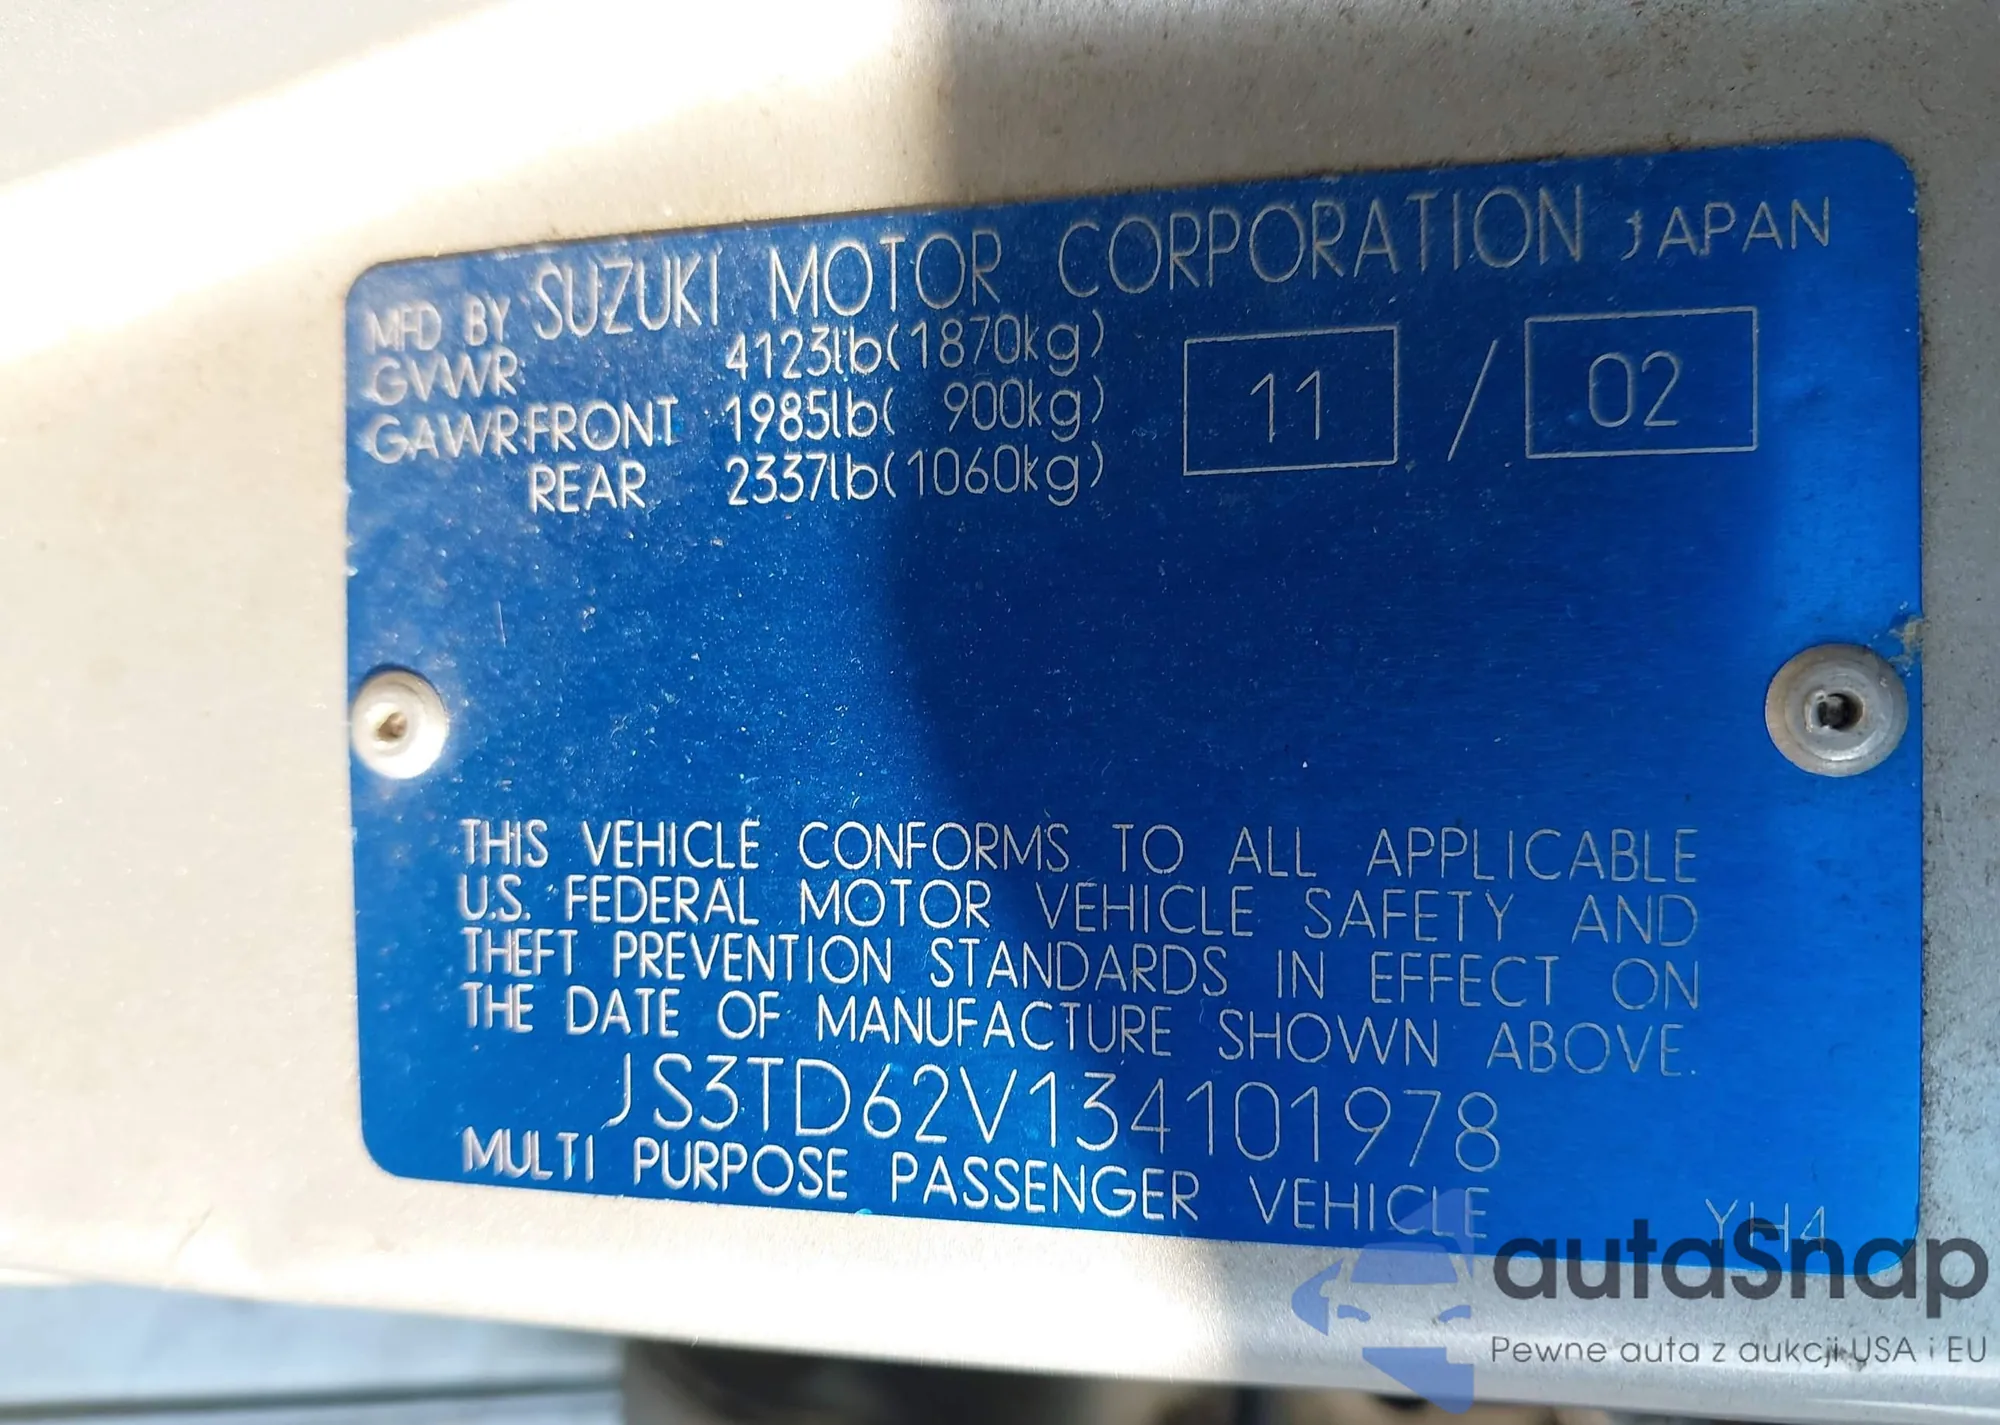 MFD BY SUZUKI MOTOR CORPORATION JAPAN
GVWR 4123lb(1870kg)
GAWR FRONT 1985lb( 900kg) 11 / 02
REAR 2337lb(1060kg)
THIS VEHICLE CONFORMS TO ALL APPLICABLE
U.S. FEDERAL MOTOR VEHICLE SAFETY AND
THEFT PREVENTION STANDARDS IN EFFECT ON
THE DATE OF MANUFACTURE SHOWN ABOVE.
JS3TD62V134101978
MULTI PURPOSE PASSENGER VEHICLE YH4
autaSnap
Pewne auta z aukcji USA i EU